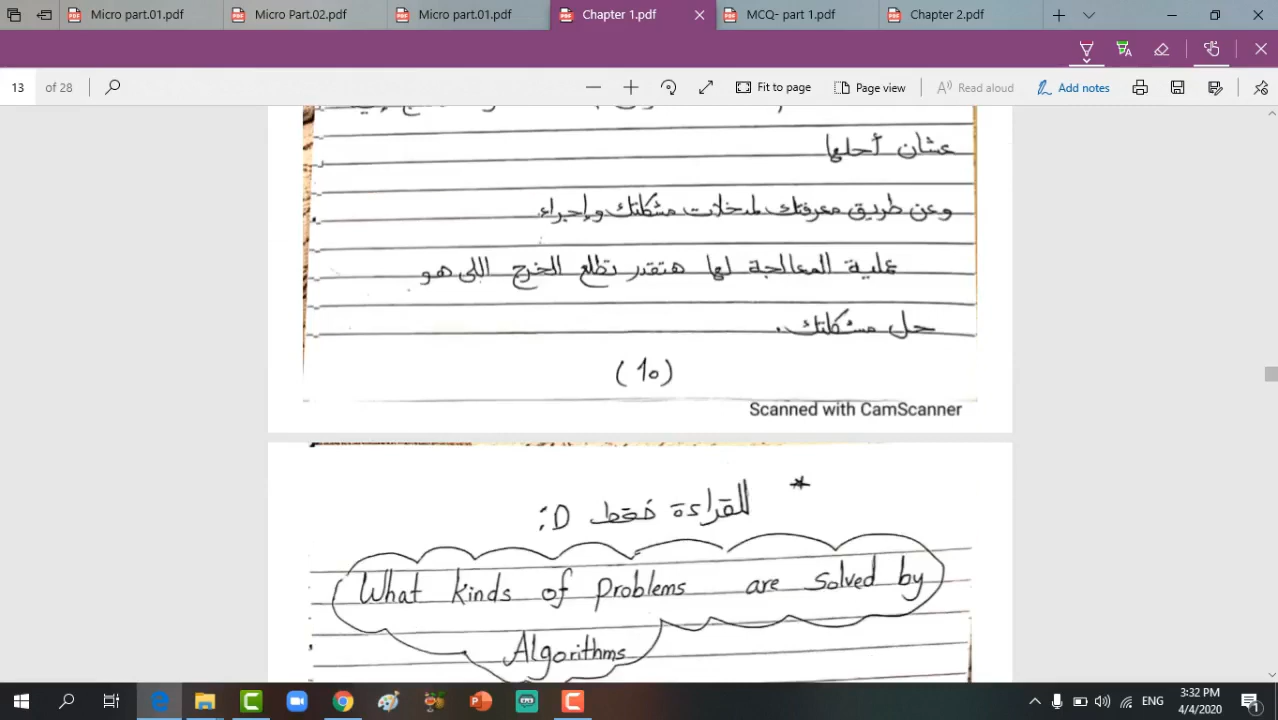 Micro part.01.pdf
Micro Part.02.pdf
Micro part.01.pdf
Chapter 1.pdf
MCQ- part 1.pdf
Chapter 2.pdf
13 of 28
Fit to page
Page view
Read aloud
Add notes
عشان أحلها
وعن طريق معرفتك لمدخلات مشكلتك وإجراء
عملية المعالجة لها هتقدر تطلع الخرج اللى هو
حل مشكلتك.
(10)
Scanned with CamScanner
* للقراءة فقط :D
What kinds of problems are solved by
Algorithms
ENG
3:32 PM
4/4/2020
1